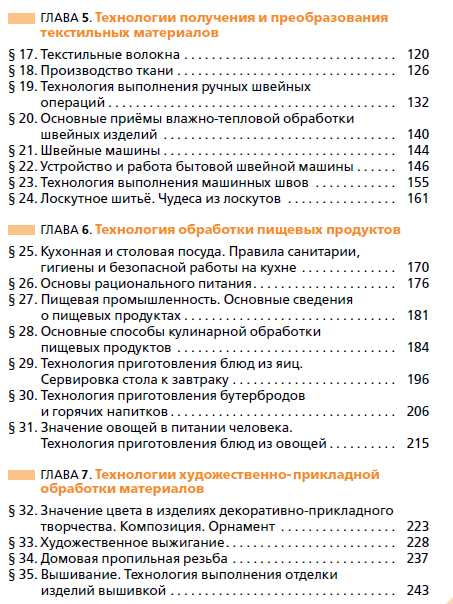 ГЛАВА 5. Технологии получения и преобразования
текстильных материалов
§ 17. Текстильные волокна . . . . . . . . . . . . . . . . . . . . . . . . . . . . 120
§ 18. Производство ткани . . . . . . . . . . . . . . . . . . . . . . . . . . . . . 126
§ 19. Технология выполнения ручных швейных
операций . . . . . . . . . . . . . . . . . . . . . . . . . . . . . . . . . . . . . 132
§ 20. Основные приёмы влажно-тепловой обработки
швейных изделий . . . . . . . . . . . . . . . . . . . . . . . . . . . . . . 140
§ 21. Швейные машины . . . . . . . . . . . . . . . . . . . . . . . . . . . . . . 144
§ 22. Устройство и работа бытовой швейной машины . . . . . . 146
§ 23. Технология выполнения машинных швов . . . . . . . . . . . 155
§ 24. Лоскутное шитьё. Чудеса из лоскутов . . . . . . . . . . . . . . . 161
ГЛАВА 6. Технология обработки пищевых продуктов
§ 25. Кухонная и столовая посуда. Правила санитарии,
гигиены и безопасной работы на кухне . . . . . . . . . . . . . 170
§ 26. Основы рационального питания . . . . . . . . . . . . . . . . . . . 176
§ 27. Пищевая промышленность. Основные сведения
о пищевых продуктах . . . . . . . . . . . . . . . . . . . . . . . . . . . . 181
§ 28. Основные способы кулинарной обработки
пищевых продуктов . . . . . . . . . . . . . . . . . . . . . . . . . . . . . 184
§ 29. Технология приготовления блюд из яиц.
Сервировка стола к завтраку . . . . . . . . . . . . . . . . . . . . . . 196
§ 30. Технология приготовления бутербродов
и горячих напитков . . . . . . . . . . . . . . . . . . . . . . . . . . . . . . 206
§ 31. Значение овощей в питании человека.
Технология приготовления блюд из овощей . . . . . . . . . . 215
ГЛАВА 7. Технологии художественно-прикладной
обработки материалов
§ 32. Значение цвета в изделиях декоративно-прикладного
творчества. Композиция. Орнамент . . . . . . . . . . . . . . . . 223
§ 33. Художественное выжигание . . . . . . . . . . . . . . . . . . . . . . . 228
§ 34. Домовая пропильная резьба . . . . . . . . . . . . . . . . . . . . . . 237
§ 35. Вышивание. Технология выполнения отделки
изделий вышивкой . . . . . . . . . . . . . . . . . . . . . . . . . . . . . . 243